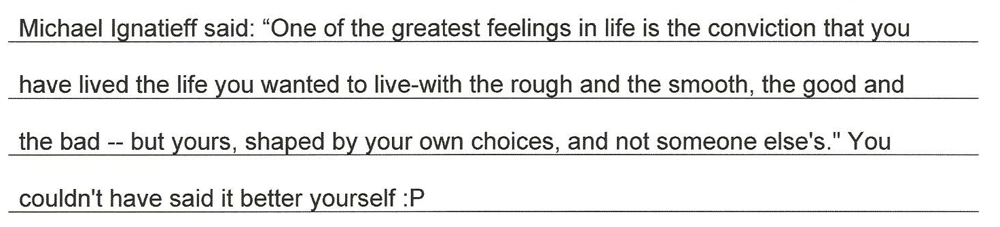 Michael Ignatieff said: “One of the greatest feelings in life is the conviction that you
have lived the life you wanted to live-with the rough and the smooth, the good and
the bad -- but yours, shaped by your own choices, and not someone else's." You
couldn't have said it better yourself :P